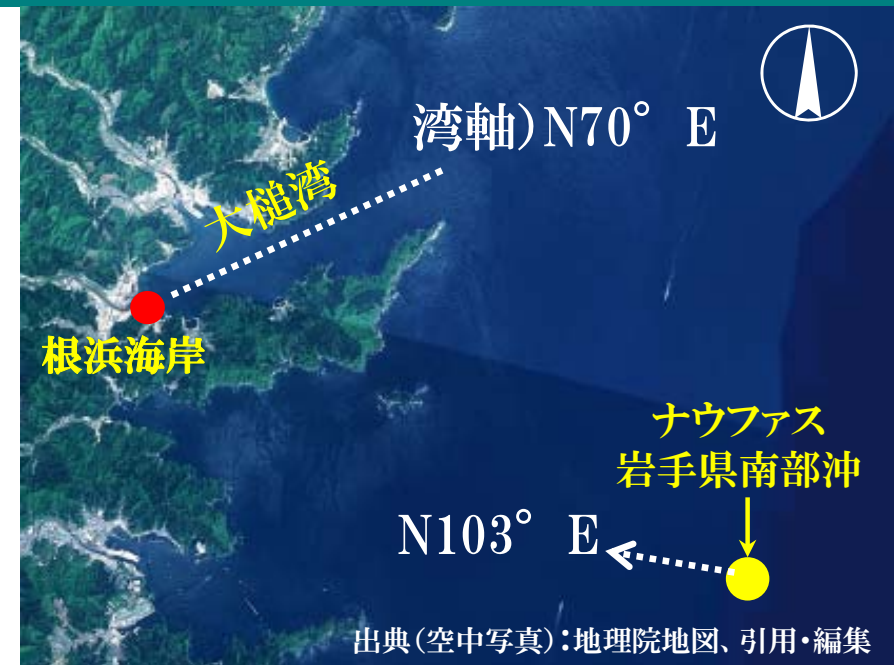 湾軸）N70°E
大槌湾
根浜海岸
ナウファス
岩手県南部沖
N103°E
出典（空中写真）：地理院地図、引用・編集